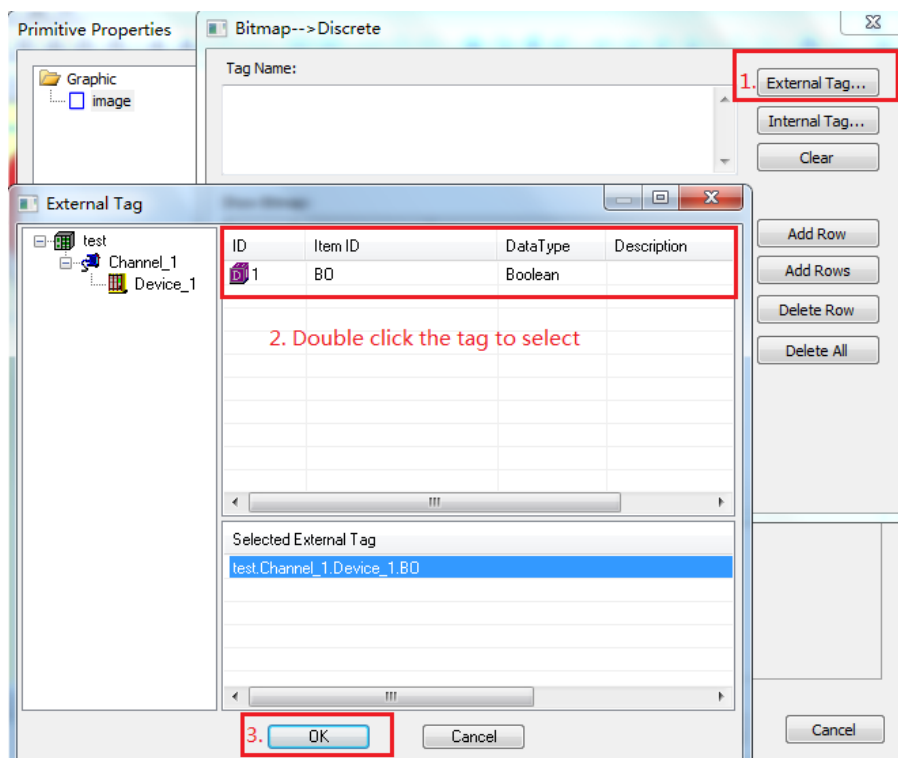 Primitive Properties
Bitmap-->Discrete
Graphic
image
Tag Name:
1. External Tag...
Internal Tag...
Clear
External Tag
test
Channel_1
Device_1
ID Item ID DataType Description
1 BO Boolean
2. Double click the tag to select
Add Row
Add Rows
Delete Row
Delete All
Selected External Tag
test.Channel_1.Device_1.BO
3. OK
Cancel
Cancel